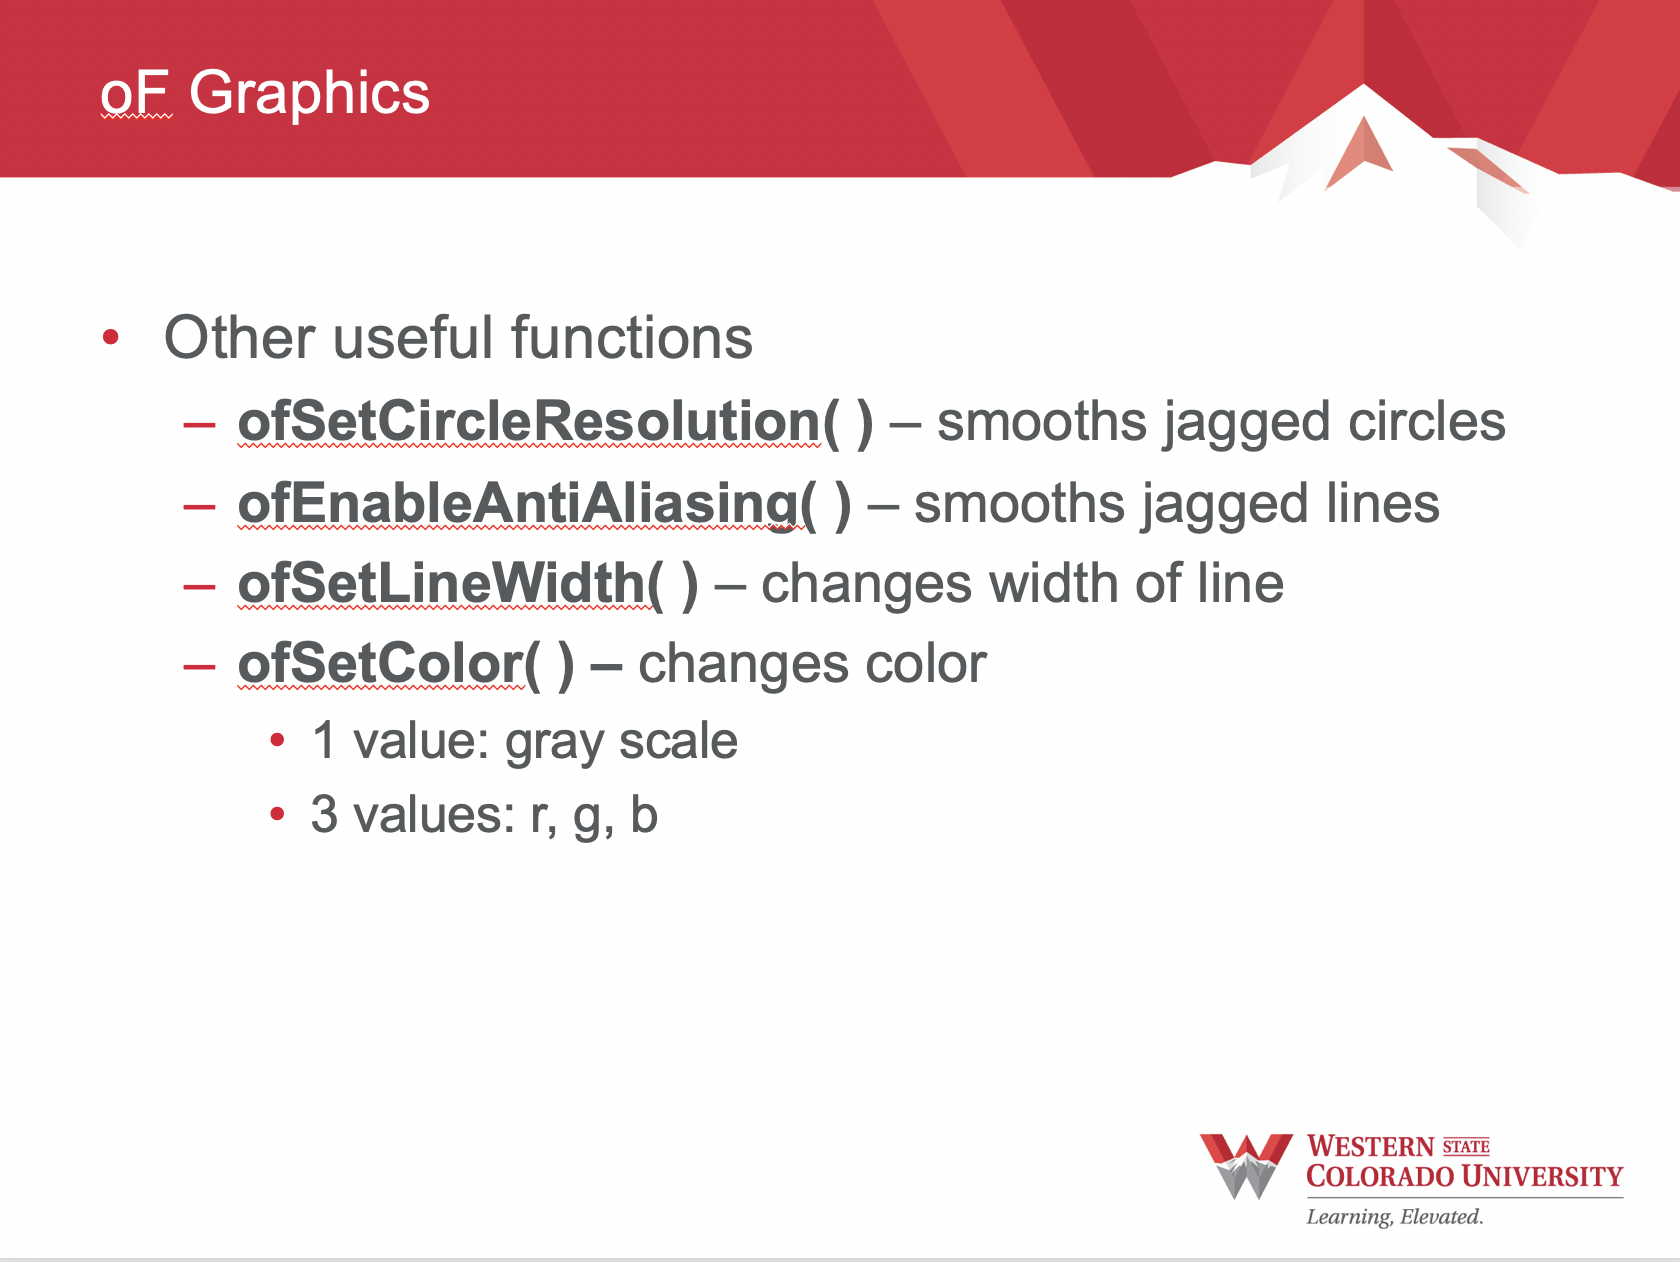 oF Graphics
• Other useful functions
– ofSetCircleResolution( ) – smooths jagged circles
– ofEnableAntiAliasing( ) – smooths jagged lines
– ofSetLineWidth( ) – changes width of line
– ofSetColor( ) – changes color
• 1 value: gray scale
• 3 values: r, g, b
WESTERN STATE
COLORADO UNIVERSITY
Learning, Elevated.